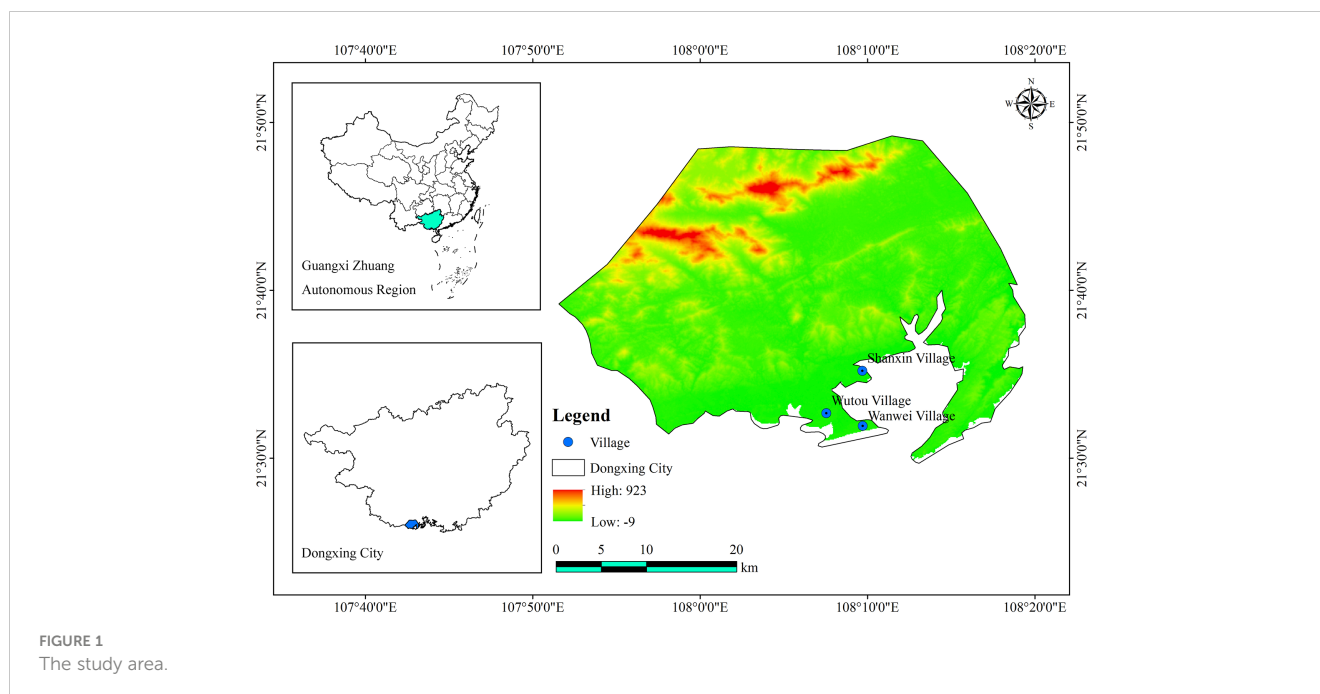 107°40'0"E
107°50'0"E
108°0'0"E
108°10'0"E
108°20'0"E
21°50'0"N
21°40'0"N
21°30'0"N
Guangxi Zhuang
Autonomous Region
Dongxing City
N
W
E
S
21°50'0"N
21°40'0"N
21°30'0"N
Shanxin Village
Wutou Village
Wanwei Village
Legend
Village
Dongxing City
High: 923
Low: -9
0 5 10 20
km
107°40'0"E
107°50'0"E
108°0'0"E
108°10'0"E
108°20'0"E
FIGURE 1
The study area.